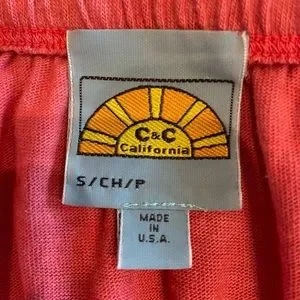 C&C
California
S/CH/P
MADE
IN
U.S.A.